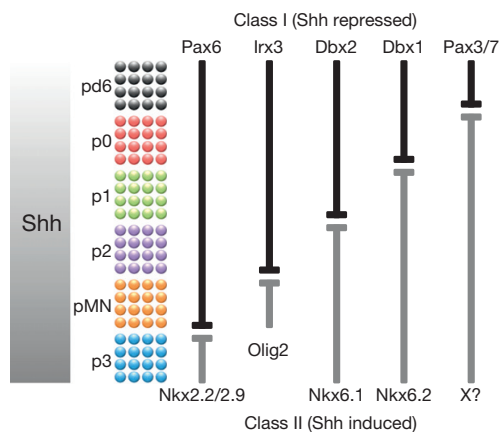 Class I (Shh repressed)
Pax6 Irx3 Dbx2 Dbx1 Pax3/7
pd6
p0
p1
Shh
p2
pMN
p3
Olig2
Nkx2.2/2.9 Nkx6.1 Nkx6.2 X?
Class II (Shh induced)